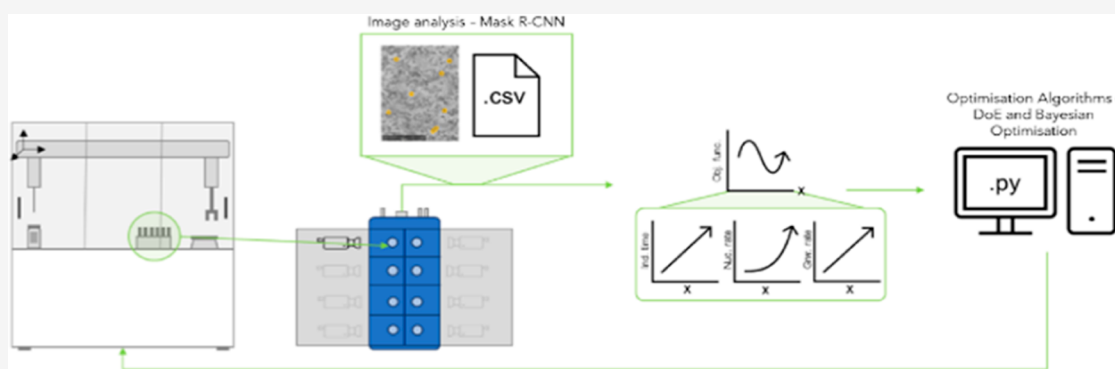 Image analysis - Mask R-CNN
.CSV
Optimisation Algorithms
DoE and Bayesian
Optimisation
.py
Obj. func.
x
Ind. time
x
Nuc. rate
x
Grw. rate
x